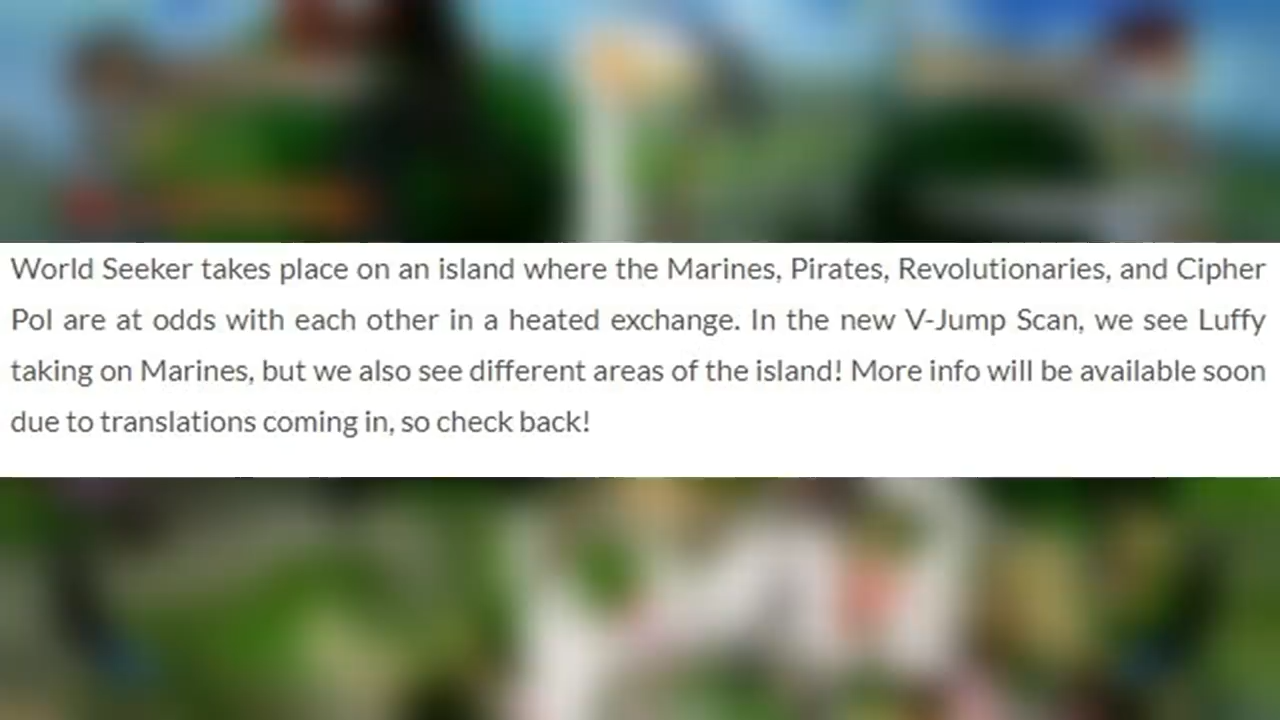 World Seeker takes place on an island where the Marines, Pirates, Revolutionaries, and Cipher
Pol are at odds with each other in a heated exchange. In the new V-Jump Scan, we see Luffy
taking on Marines, but we also see different areas of the island! More info will be available soon
due to translations coming in, so check back!